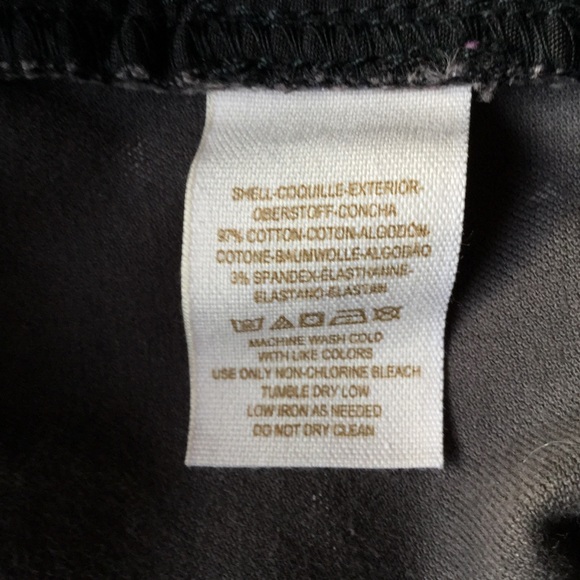 SHELL-COQUILLE-EXTERIOR-
OBERSTOFF-CONCHA
97% COTTON-COTON-ALGODÓN-
COTONE-BAUMWOLLE-ALGODÃO
3% SPANDEX-ELASTHANNE-
ELASTANO-ELASTAN
MACHINE WASH COLD
WITH LIKE COLORS
USE ONLY NON-CHLORINE BLEACH
TUMBLE DRY LOW
LOW IRON AS NEEDED
DO NOT DRY CLEAN